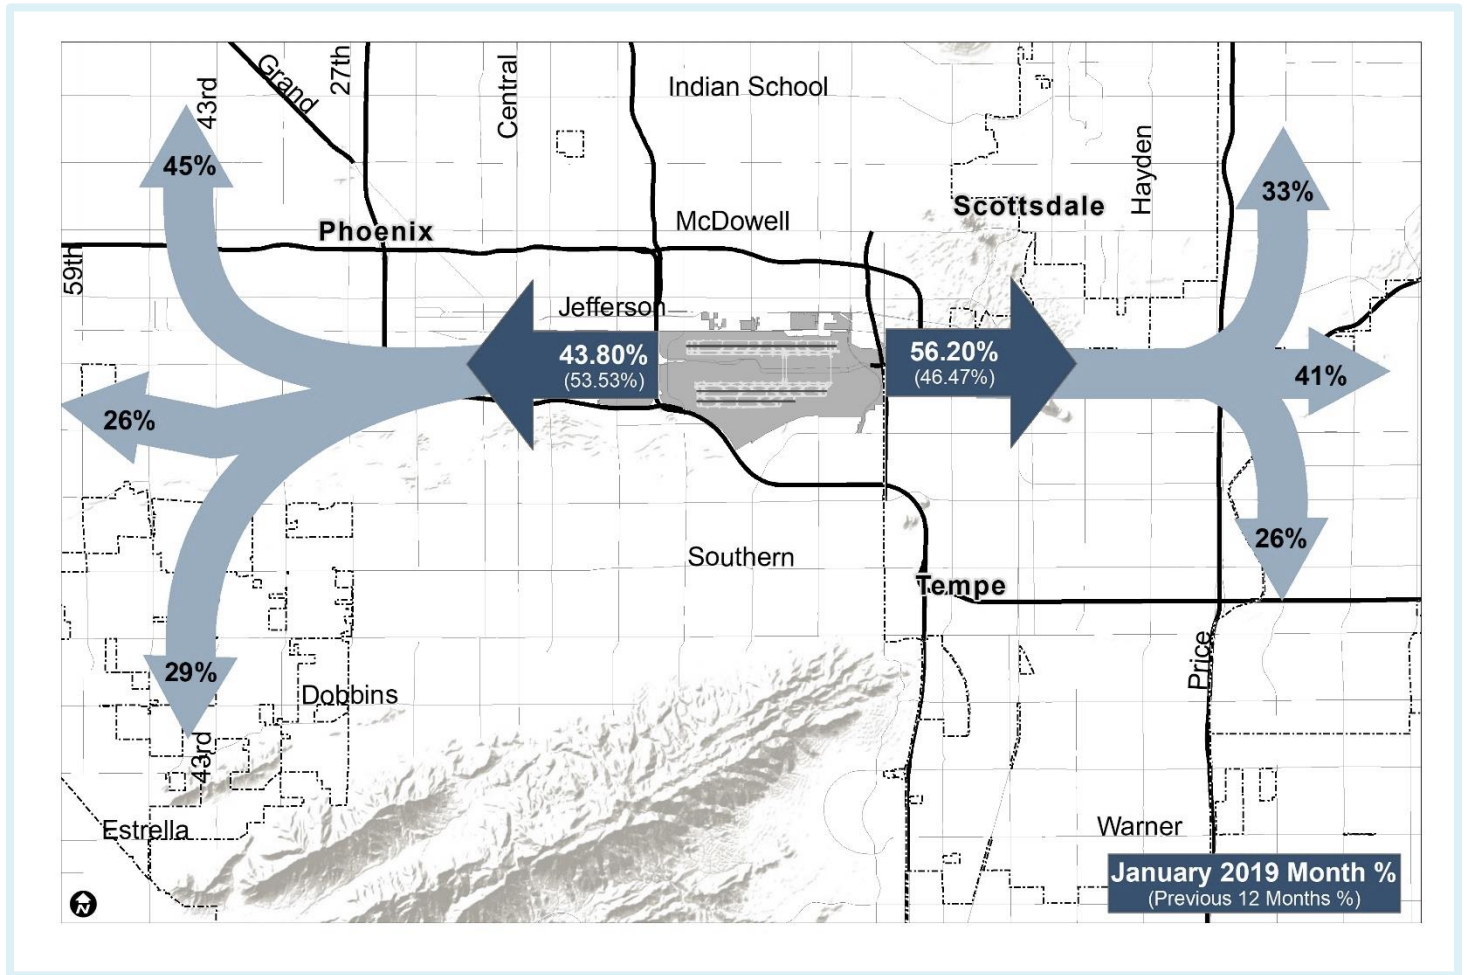 43rd
Grand
27th
Central
Indian School
Hayden
45%
33%
Scottsdale
McDowell
Phoenix
59th
Jefferson
43.80%
(53.53%)
56.20%
(46.47%)
41%
26%
26%
Southern
Tempe
29%
Price
Dobbins
43rd
Estrella
Warner
January 2019 Month %
(Previous 12 Months %)
N